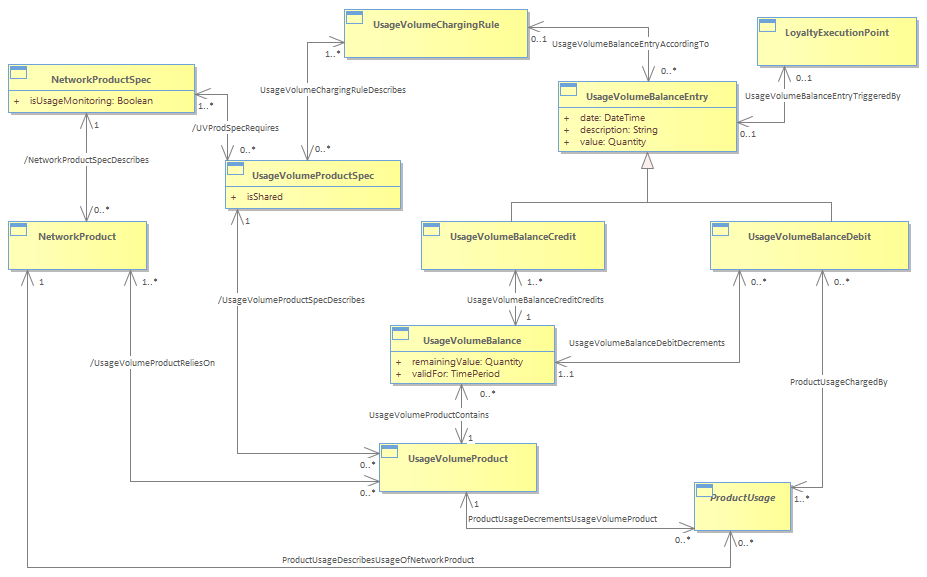 UsageVolumeChargingRule
LoyaltyExecutionPoint
0..1
UsageVolumeBalanceEntryAccordingTo
1..*
0..*
0..1
NetworkProductSpec
+ isUsageMonitoring: Boolean
1..*
UsageVolumeChargingRuleDescribes
UsageVolumeBalanceEntry
+ date: DateTime
+ description: String
+ value: Quantity
UsageVolumeBalanceEntryTriggeredBy
0..1
1
/UVProdSpecRequires
/NetworkProductSpecDescribes
0..*
0..*
UsageVolumeProductSpec
+ isShared
0..*
1
NetworkProduct
UsageVolumeBalanceCredit
UsageVolumeBalanceDebit
1
1..*
1..*
0..*
0..*
/UsageVolumeProductSpecDescribes
UsageVolumeBalanceCreditCredits
1
UsageVolumeBalance
+ remainingValue: Quantity
+ validFor: TimePeriod
UsageVolumeBalanceDebitDecrements
1..1
/UsageVolumeProductReliesOn
ProductUsageChargedBy
0..*
UsageVolumeProductContains
1
UsageVolumeProduct
0..*
0..*
ProductUsage
1..*
1
ProductUsageDecrementsUsageVolumeProduct
0..*
0..*
ProductUsageDescribesUsageOfNetworkProduct